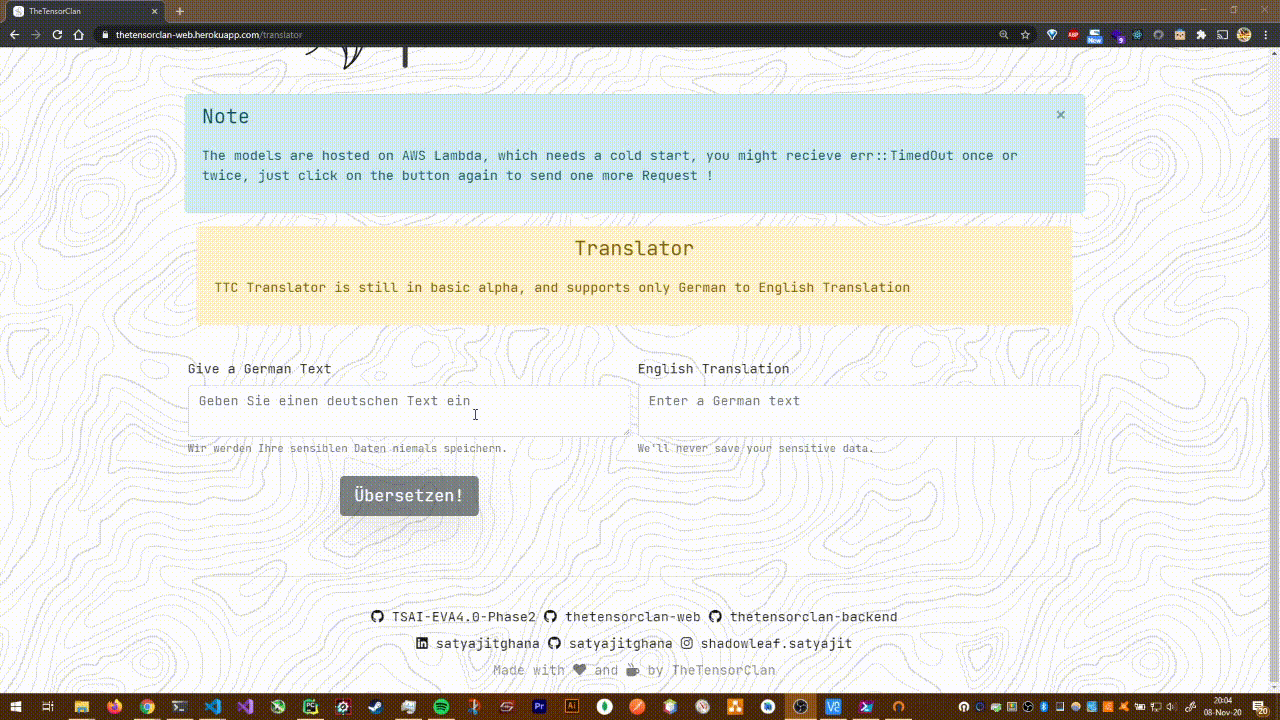 TheTensorClan
thetensorclan-web.herokuapp.com/translator
Note
The models are hosted on AWS Lambda, which needs a cold start, you might recieve err::TimedOut once or
twice, just click on the button again to send one more Request !
Translator
TTC Translator is still in basic alpha, and supports only German to English Translation
Give a German Text English Translation
Geben Sie einen deutschen Text ein Enter a German text
Wir werden Ihre sensiblen Daten niemals speichern. We'll never save your sensitive data.
Übersetzen!
TSAI-EVA4.0-Phase2 thetensorclan-web thetensorclan-backend
satyajitghana satyajitghana shadowleaf.satyajit
Made with and by TheTensorClan
20:04
08-Nov-20